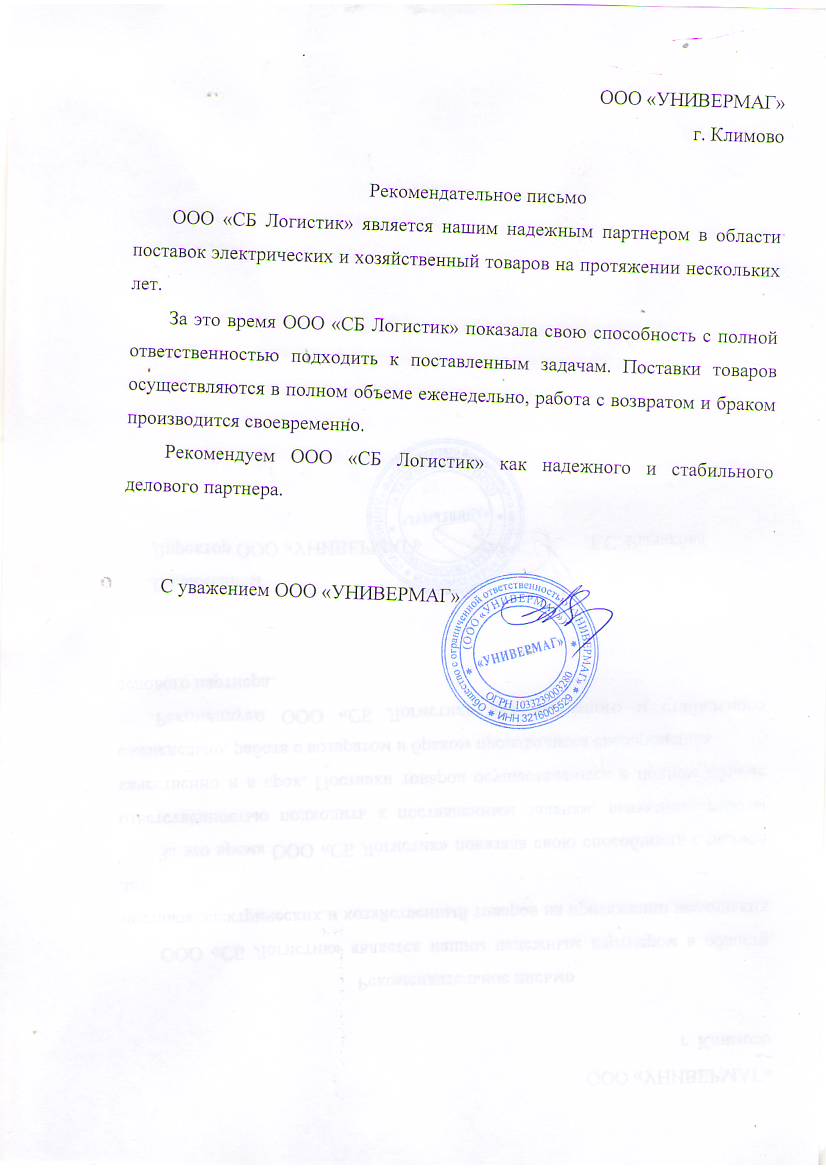 ООО «УНИВЕРМАГ»
г. Климово
Рекомендательное письмо
ООО «СБ Логистик» является нашим надежным партнером в области
поставок электрических и хозяйственный товаров на протяжении нескольких
лет.
За это время ООО «СБ Логистик» показала свою способность с полной
ответственностью подходить к поставленным задачам. Поставки товаров
осуществляются в полном объеме еженедельно, работа с возвратом и браком
производится своевременно.
Рекомендуем ООО «СБ Логистик» как надежного и стабильного
делового партнера.
С уважением ООО «УНИВЕРМАГ»
Общество с ограниченной ответственностью «УНИВЕРМАГ»
(ООО «УНИВЕРМАГ»)
«УНИВЕРМАГ»
ОГРН 1033239003280
ИНН 3216005529